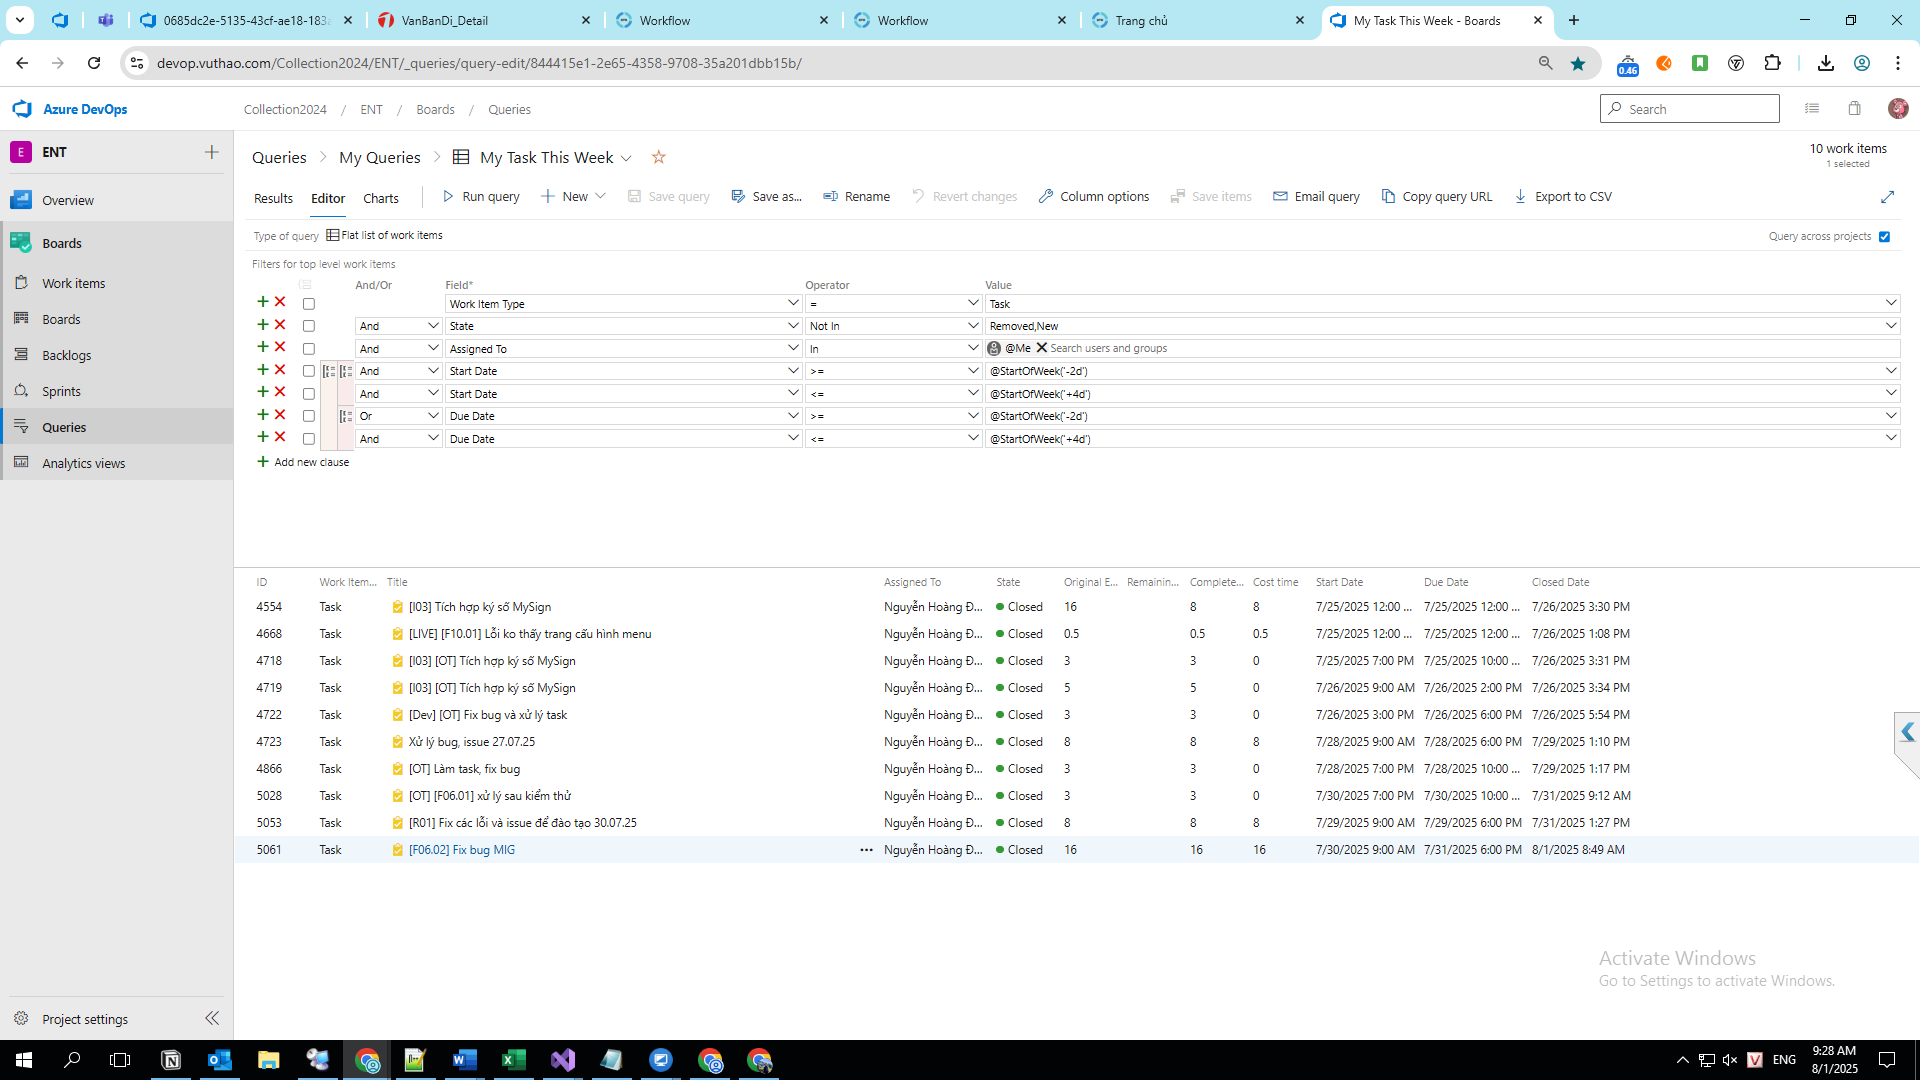 0685dc2e-5135-43cf-ae18-183a
VanBanDi_Detail
Workflow
Workflow
Trang chủ
My Task This Week - Boards
devop.vuthao.com/Collection2024/ENT/_queries/query-edit/844415e1-2e65-4358-9708-35a201dbb15b/
0.46
Azure DevOps
Collection2024 / ENT / Boards / Queries
Search
E ENT
Overview
Boards
Work items
Boards
Backlogs
Sprints
Queries
Analytics views
Project settings
Queries > My Queries > My Task This Week
10 work items
1 selected
Results Editor Charts Run query New Save query Save as... Rename Revert changes Column options Save items Email query Copy query URL Export to CSV
Type of query Flat list of work items
Query across projects
Filters for top level work items
And/Or Field* Operator Value
Work Item Type = Task
And State Not In Removed,New
And Assigned To In @Me Search users and groups
And Start Date >= @StartOfWeek('-2d')
And Start Date <= @StartOfWeek('+4d')
Or Due Date >= @StartOfWeek('-2d')
And Due Date <= @StartOfWeek('+4d')
Add new clause
ID Work Item... Title Assigned To State Original E... Remainin... Complete... Cost time Start Date Due Date Closed Date
4554 Task [I03] Tích hợp ký số MySign Nguyễn Hoàng Đ... Closed 16 8 8 7/25/2025 12:00 ... 7/25/2025 12:00 ... 7/26/2025 3:30 PM
4668 Task [LIVE] [F10.01] Lỗi ko thấy trang cấu hình menu Nguyễn Hoàng Đ... Closed 0.5 0.5 0.5 7/25/2025 12:00 ... 7/25/2025 12:00 ... 7/26/2025 1:08 PM
4718 Task [I03] [OT] Tích hợp ký số MySign Nguyễn Hoàng Đ... Closed 3 3 0 7/25/2025 7:00 PM 7/25/2025 10:00 ... 7/26/2025 3:31 PM
4719 Task [I03] [OT] Tích hợp ký số MySign Nguyễn Hoàng Đ... Closed 5 5 0 7/26/2025 9:00 AM 7/26/2025 2:00 PM 7/26/2025 3:34 PM
4722 Task [Dev] [OT] Fix bug và xử lý task Nguyễn Hoàng Đ... Closed 3 3 0 7/26/2025 3:00 PM 7/26/2025 6:00 PM 7/26/2025 5:54 PM
4723 Task Xử lý bug, issue 27.07.25 Nguyễn Hoàng Đ... Closed 8 8 8 7/28/2025 9:00 AM 7/28/2025 6:00 PM 7/29/2025 1:10 PM
4866 Task [OT] Làm task, fix bug Nguyễn Hoàng Đ... Closed 3 3 0 7/28/2025 7:00 PM 7/28/2025 10:00 ... 7/29/2025 1:17 PM
5028 Task [OT] [F06.01] xử lý sau kiểm thử Nguyễn Hoàng Đ... Closed 3 3 0 7/30/2025 7:00 PM 7/30/2025 10:00 ... 7/31/2025 9:12 AM
5053 Task [R01] Fix các lỗi và issue để đào tạo 30.07.25 Nguyễn Hoàng Đ... Closed 8 8 8 7/29/2025 9:00 AM 7/29/2025 6:00 PM 7/31/2025 1:27 PM
5061 Task [F06.02] Fix bug MIG ... Nguyễn Hoàng Đ... Closed 16 16 16 7/30/2025 9:00 AM 7/31/2025 6:00 PM 8/1/2025 8:49 AM
Activate Windows
Go to Settings to activate Windows.
V ENG
9:28 AM
8/1/2025